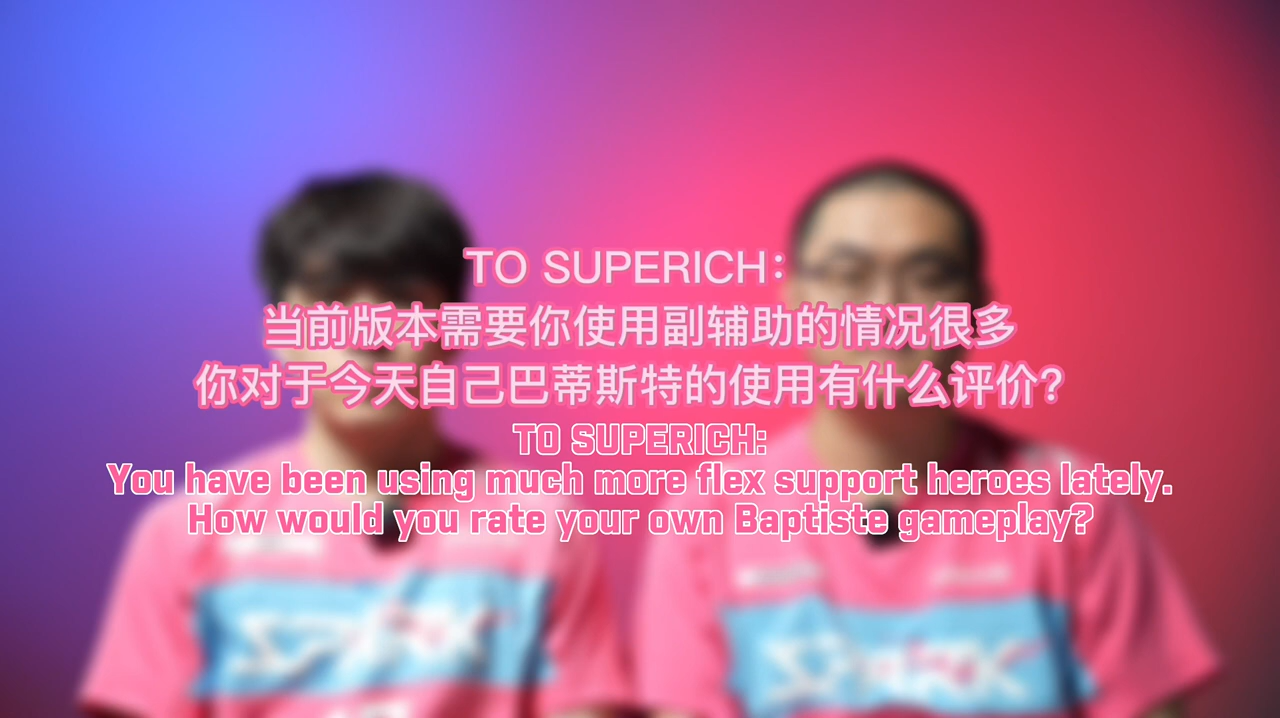 TO SUPERICH：
当前版本需要你使用副辅助的情况很多
你对于今天自己巴蒂斯特的使用有什么评价？
TO SUPERICH:
You have been using much more flex support heroes lately.
How would you rate your own Baptiste gameplay?